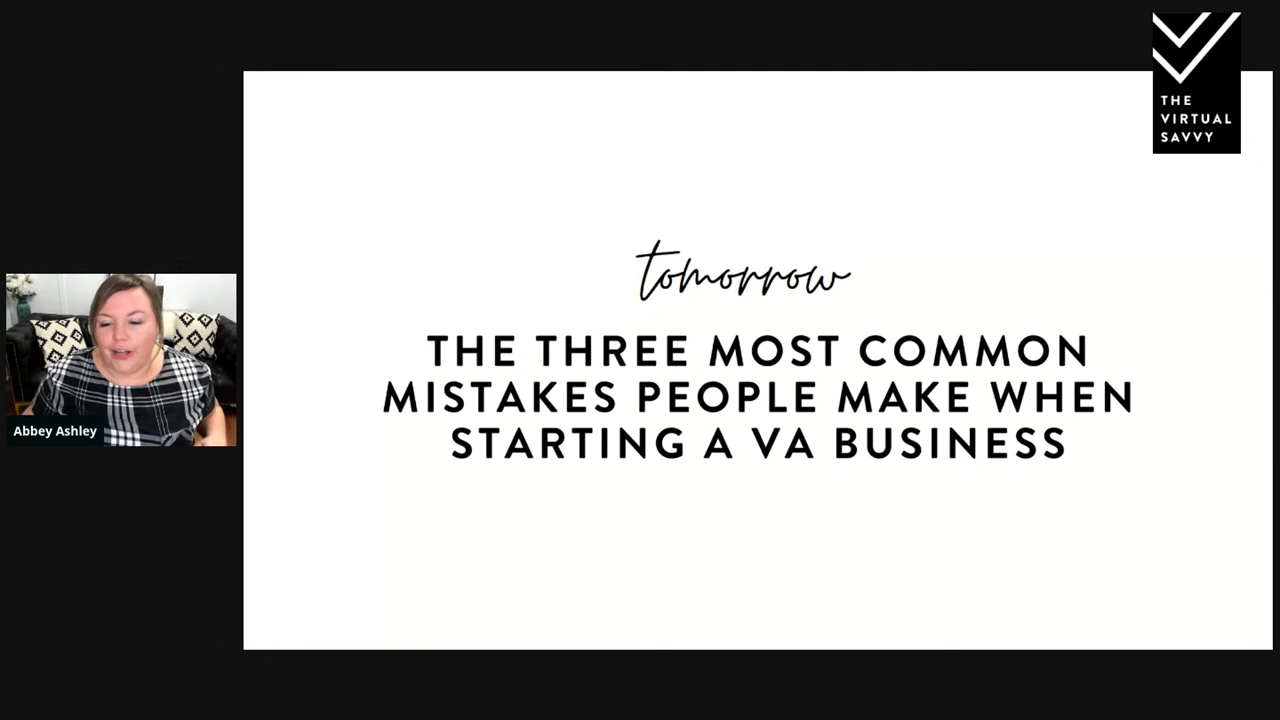 THE
VIRTUAL
SAVVY
tomorrow
THE THREE MOST COMMON
MISTAKES PEOPLE MAKE WHEN
STARTING A VA BUSINESS
Abbey Ashley